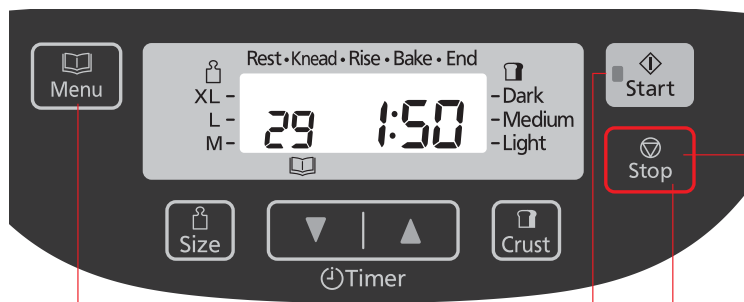 Menu
Rest•Knead • Rise • Bake • End
XL –
L –
M –
29
1:50
– Dark
– Medium
– Light
Start
Stop
Size
Timer
Crust